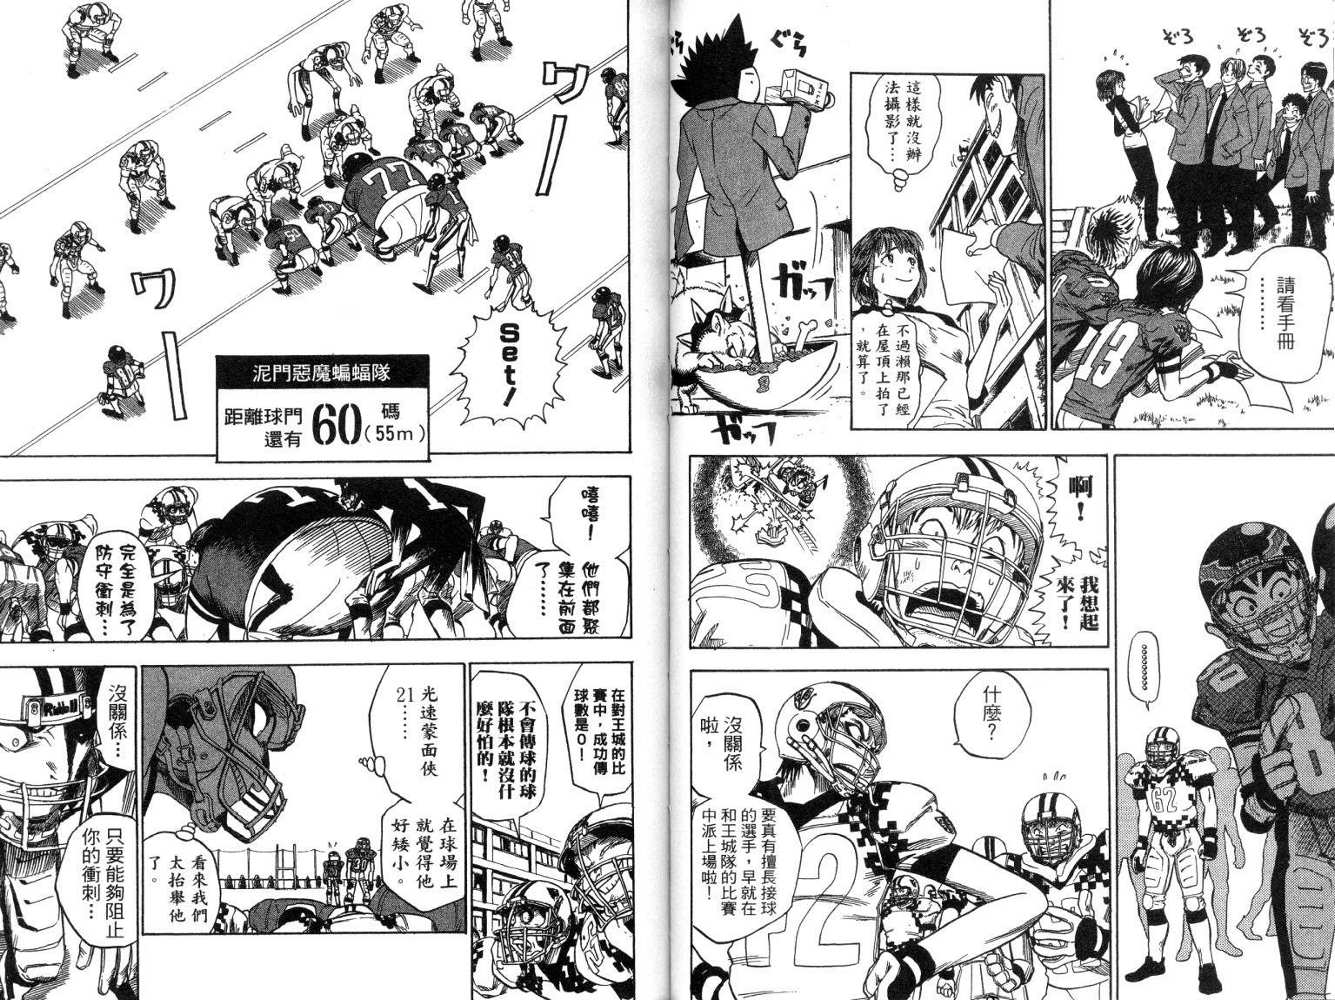 ぞろ
ぞろ
ぞろ
請看手冊
⋯⋯⋯
這樣就沒辦
法攝影了⋯
不過瀨那已經
在屋頂上拍了
，就算了。
ぐら
ぐら
ガッフ
ガッフ
13
⋯⋯⋯
62
啊！
我想起
來了！
什麼？
沒關係
啦，
要真有擅長接球
的選手，早就在
和王城隊的比賽
中派上場啦！
62
ワー
ワー
77
Set！
泥門惡魔蝙蝠隊
距離球門
還有
60碼
(55m)
嘻嘻！
他們都聚
集在前面
了⋯⋯
完全是為了
防守衝刺⋯
在對王城的比
賽中，成功傳
球數是0！
不會傳球的球
隊根本就沒什
麼好怕的！
光速蒙面俠
21⋯⋯
在球場上
就覺得他
好矮小。
看來我們
太抬舉他
了。
沒關係⋯
只要能夠阻止
你的衝刺⋯